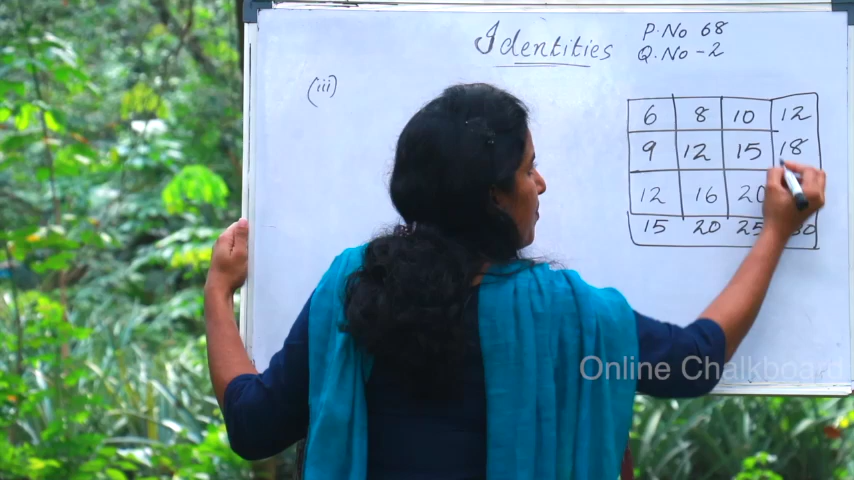 Identities
P.No 68
Q.No -2
(iii)
6 8 10 12
9 12 15 18
12 16 20
15 20 25 30
Online Chalkboard